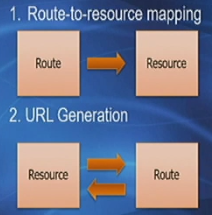 1. Route-to-resource mapping
Route
Resource
2. URL Generation
Resource
Route